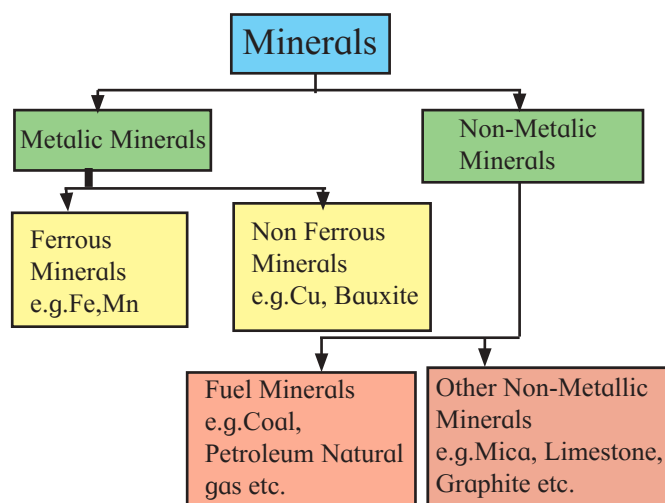 Minerals
Metalic Minerals
Non-Metalic
Minerals
Ferrous
Minerals
e.g.Fe,Mn
Non Ferrous
Minerals
e.g.Cu, Bauxite
Fuel Minerals
e.g.Coal,
Petroleum Natural
gas etc.
Other Non-Metallic
Minerals
e.g.Mica, Limestone,
Graphite etc.